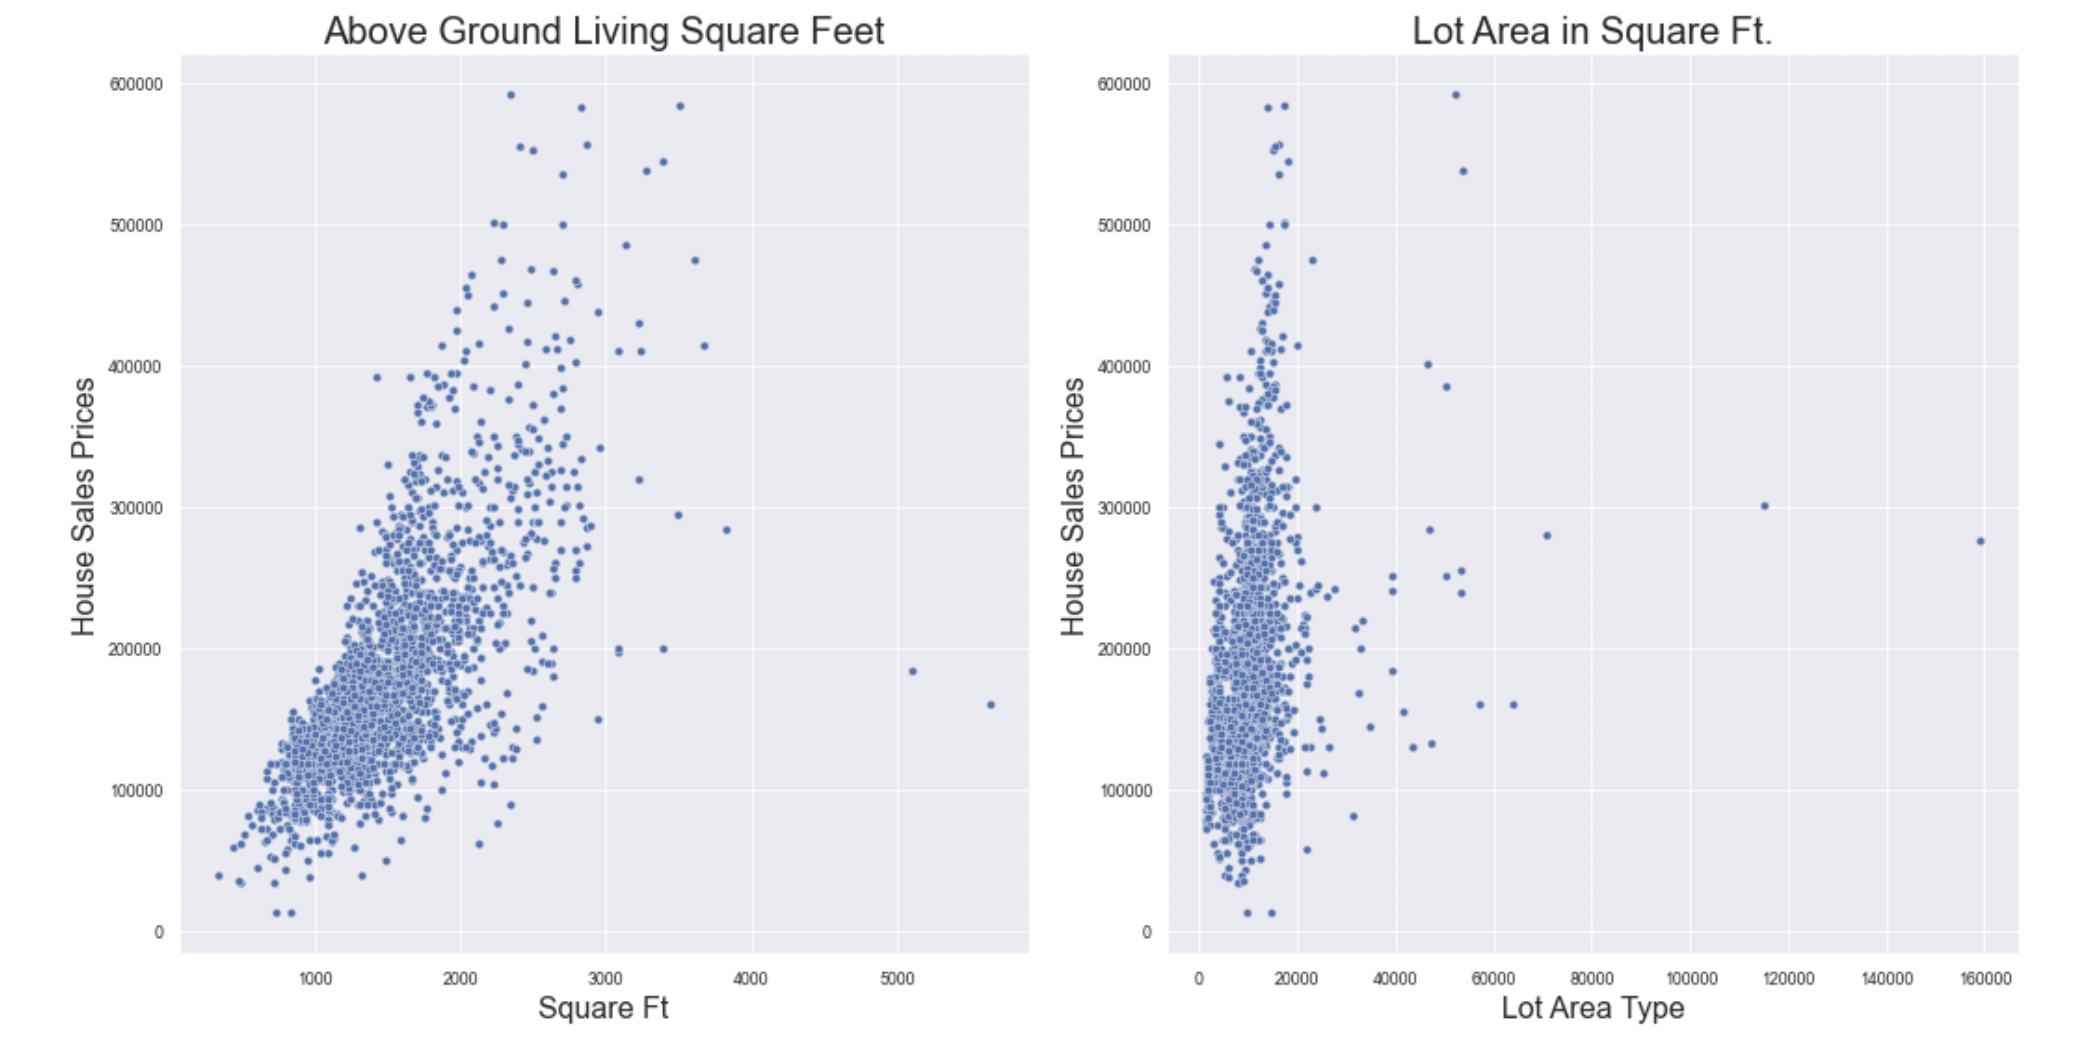 Above Ground Living Square Feet
House Sales Prices
600000
500000
400000
300000
200000
100000
0
1000 2000 3000 4000 5000
Square Ft
Lot Area in Square Ft.
House Sales Prices
600000
500000
400000
300000
200000
100000
0
0 20000 40000 60000 80000 100000 120000 140000 160000
Lot Area Type